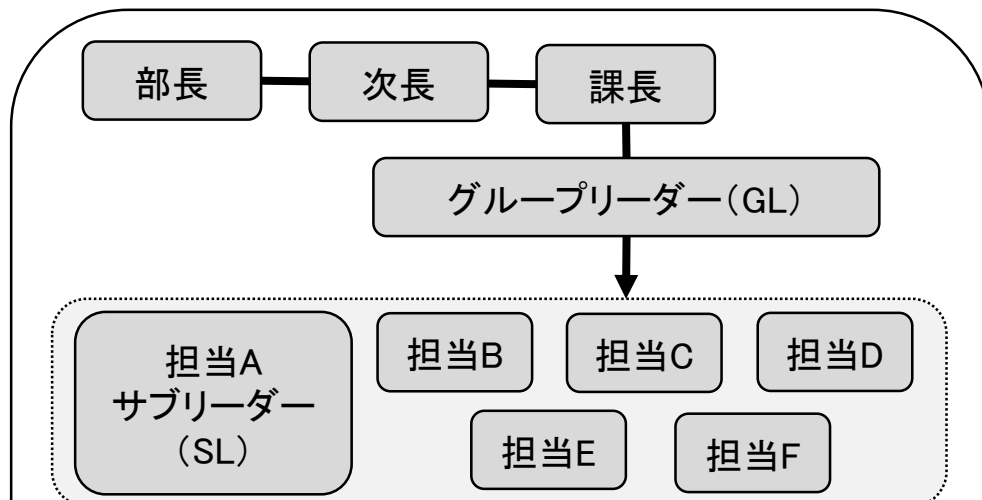 部長
次長
課長
グループリーダー(GL)
担当A
サブリーダー
(SL)
担当B
担当C
担当D
担当E
担当F